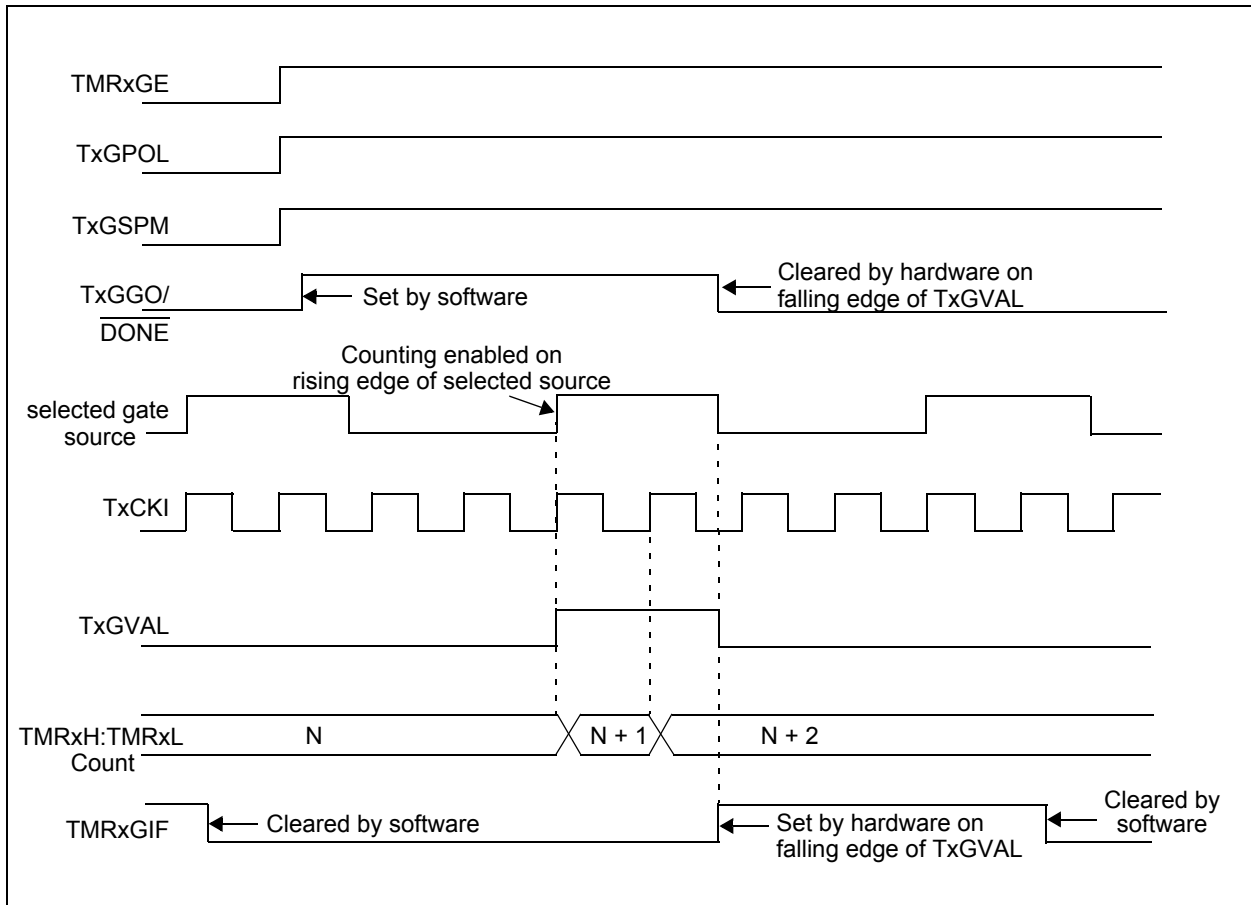 TMRxGE
TxGPOL
TxGSPM
TxGGO/
DONE
Set by software
Cleared by hardware on
falling edge of TxGVAL
Counting enabled on
rising edge of selected source
selected gate
source
TxCKI
TxGVAL
TMRxH:TMRxL
Count
N
N + 1
N + 2
TMRxGIF
Cleared by software
Set by hardware on
falling edge of TxGVAL
Cleared by
software